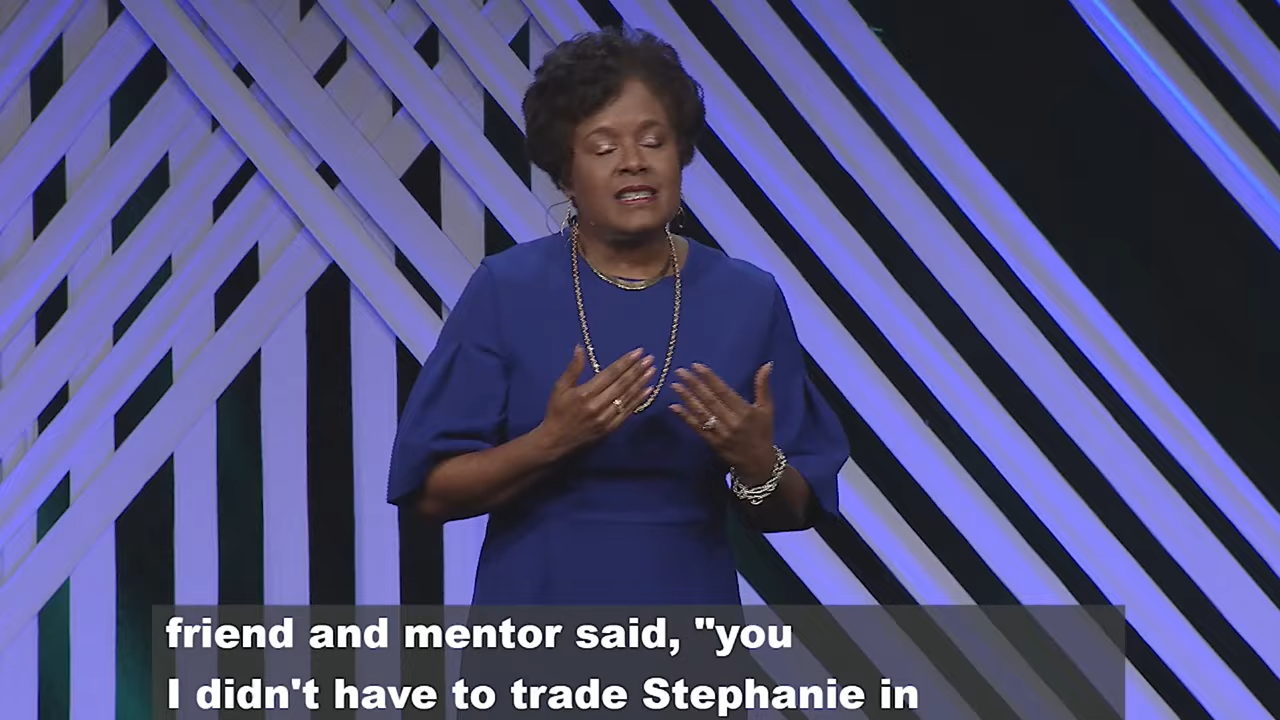 friend and mentor said, "you
I didn't have to trade Stephanie in